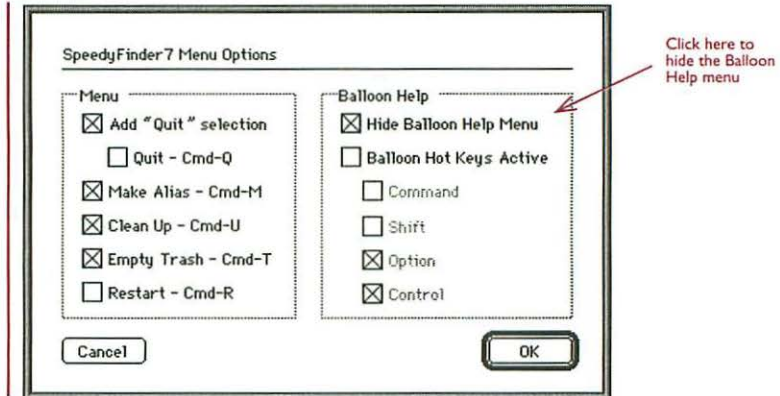 SpeedyFinder7 Menu Options
Menu
Add "Quit" selection
Quit - Cmd-Q
Make Alias - Cmd-M
Clean Up - Cmd-U
Empty Trash - Cmd-T
Restart - Cmd-R
Balloon Help
Hide Balloon Help Menu
Balloon Hot Keys Active
Command
Shift
Option
Control
Cancel
OK
Click here to
hide the Balloon
Help menu